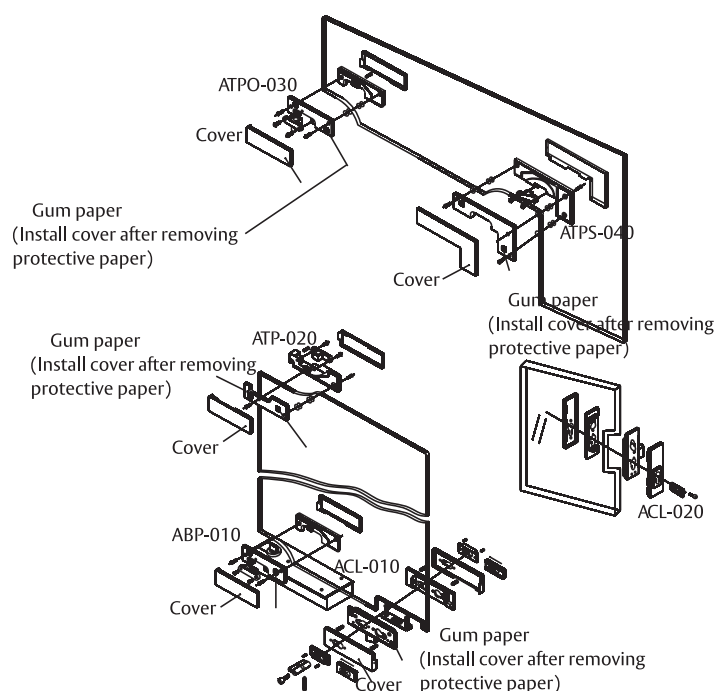 ATPO-030
Cover
Gum paper
(Install cover after removing
protective paper)
ATPS-040
Cover
Gum paper
(Install cover after removing
protective paper)
ATP-020
Gum paper
(Install cover after removing
protective paper)
Cover
ACL-020
ABP-010
ACL-010
Cover
Gum paper
(Install cover after removing
protective paper)
Cover